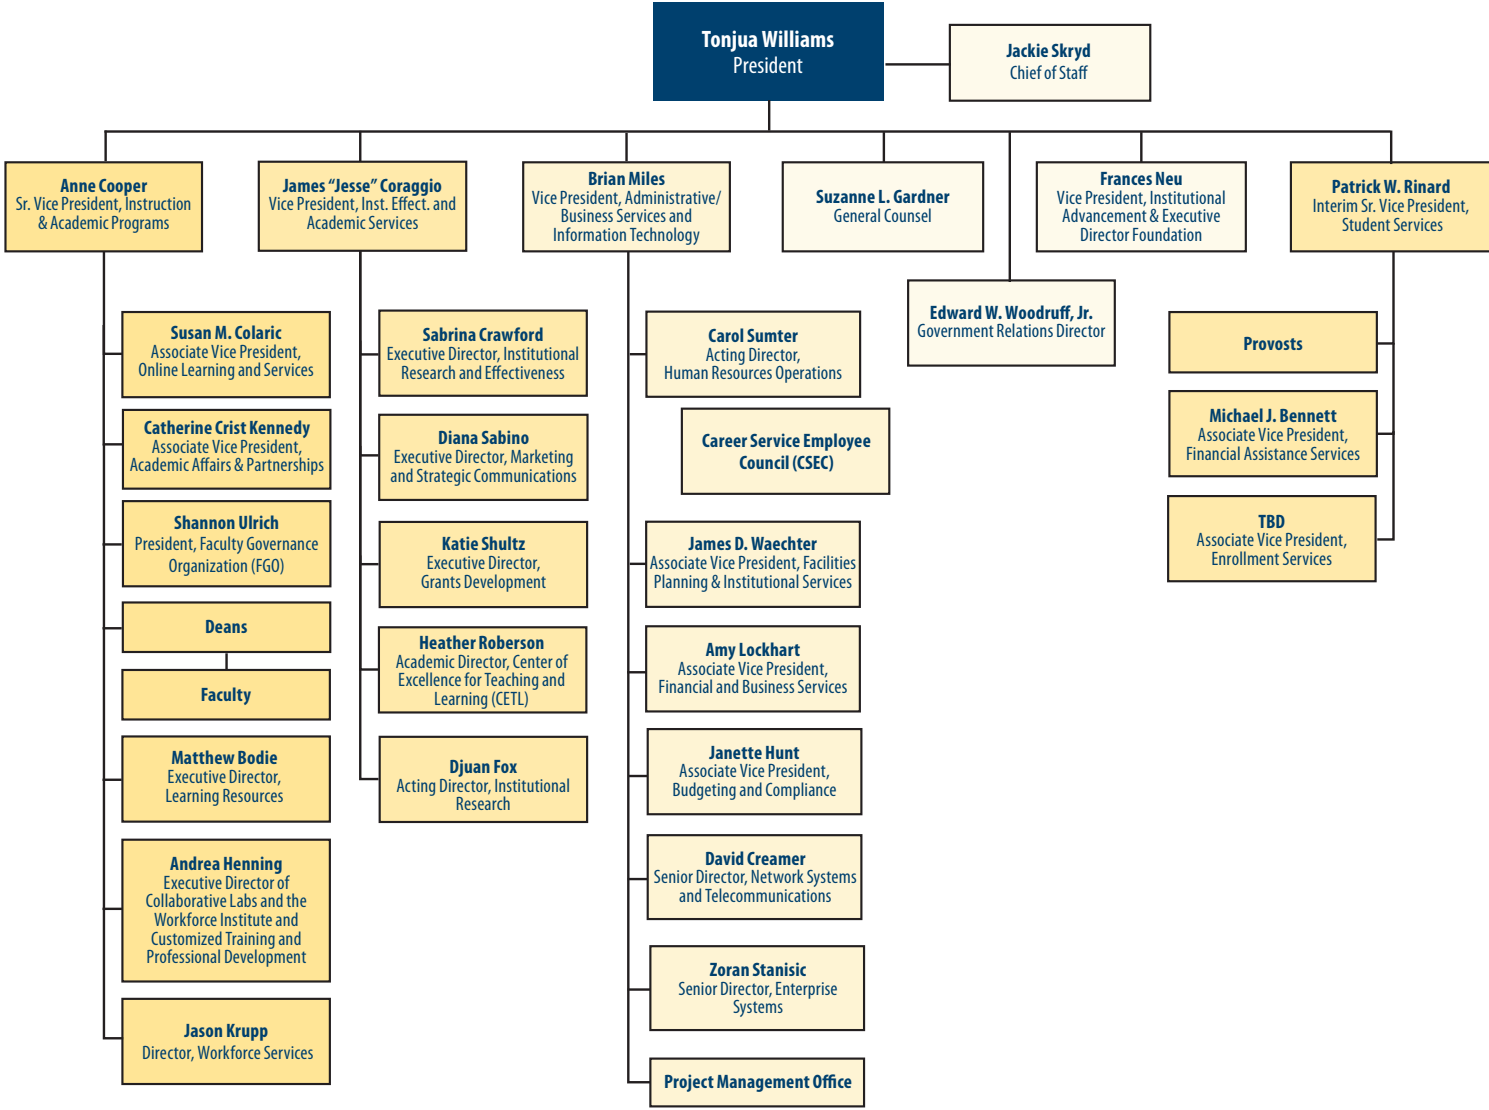 Tonjua Williams
President
Jackie Skryd
Chief of Staff
Anne Cooper
Sr. Vice President, Instruction
& Academic Programs
James “Jesse” Coraggio
Vice President, Inst. Effect. and
Academic Services
Brian Miles
Vice President, Administrative/
Business Services and
Information Technology
Suzanne L. Gardner
General Counsel
Frances Neu
Vice President, Institutional
Advancement & Executive
Director Foundation
Patrick W. Rinard
Interim Sr. Vice President,
Student Services
Edward W. Woodruff, Jr.
Government Relations Director
Susan M. Colaric
Associate Vice President,
Online Learning and Services
Catherine Crist Kennedy
Associate Vice President,
Academic Affairs & Partnerships
Shannon Ulrich
President, Faculty Governance
Organization (FGO)
Deans
Faculty
Matthew Bodie
Executive Director,
Learning Resources
Andrea Henning
Executive Director of
Collaborative Labs and the
Workforce Institute and
Customized Training and
Professional Development
Jason Krupp
Director, Workforce Services
Sabrina Crawford
Executive Director, Institutional
Research and Effectiveness
Diana Sabino
Executive Director, Marketing
and Strategic Communications
Katie Shultz
Executive Director,
Grants Development
Heather Roberson
Academic Director, Center of
Excellence for Teaching and
Learning (CETL)
Djuan Fox
Acting Director, Institutional
Research
Carol Sumter
Acting Director,
Human Resources Operations
Career Service Employee
Council (CSEC)
James D. Waechter
Associate Vice President, Facilities
Planning & Institutional Services
Amy Lockhart
Associate Vice President,
Financial and Business Services
Janette Hunt
Associate Vice President,
Budgeting and Compliance
David Creamer
Senior Director, Network Systems
and Telecommunications
Zoran Stanisic
Senior Director, Enterprise
Systems
Project Management Office
Provosts
Michael J. Bennett
Associate Vice President,
Financial Assistance Services
TBD
Associate Vice President,
Enrollment Services